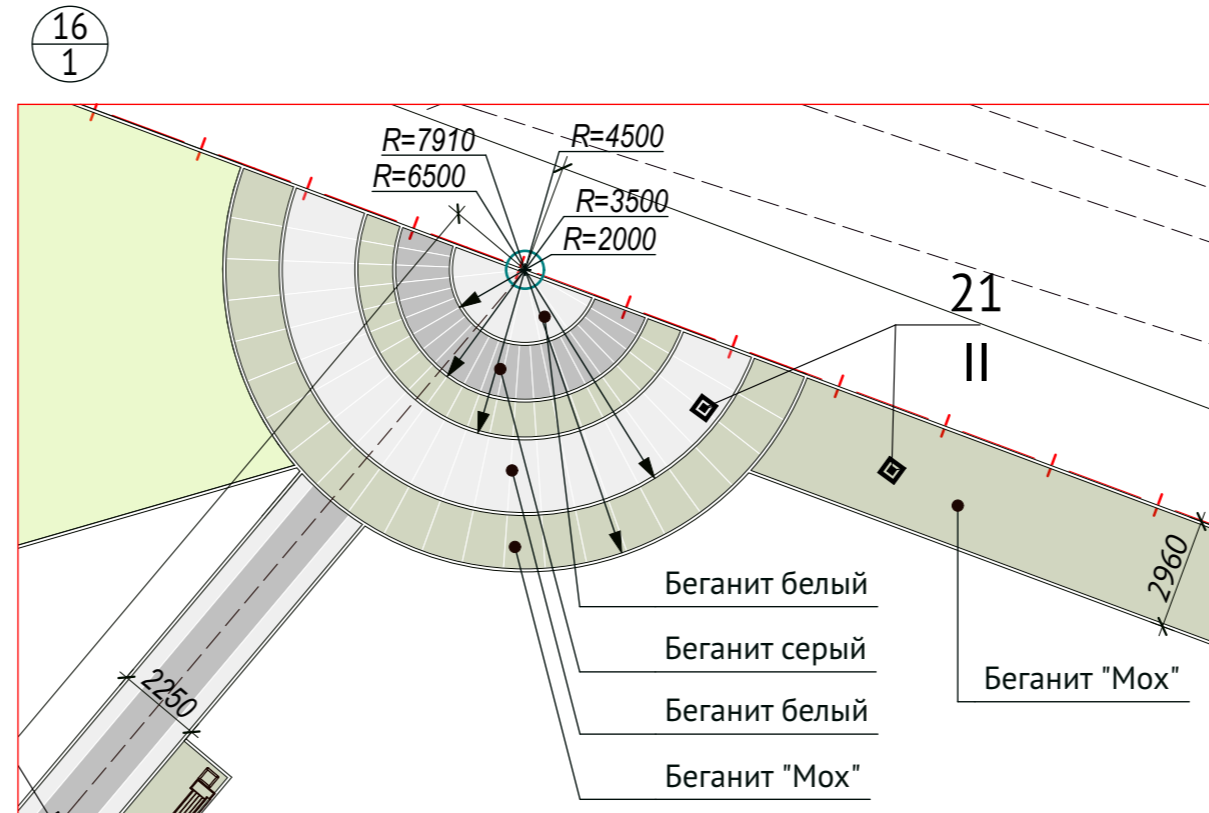 16
1
R=7910
R=4500
R=6500
R=3500
R=2000
21
II
2960
2250
Беганит белый
Беганит серый
Беганит "Мох"
Беганит белый
Беганит "Мох"